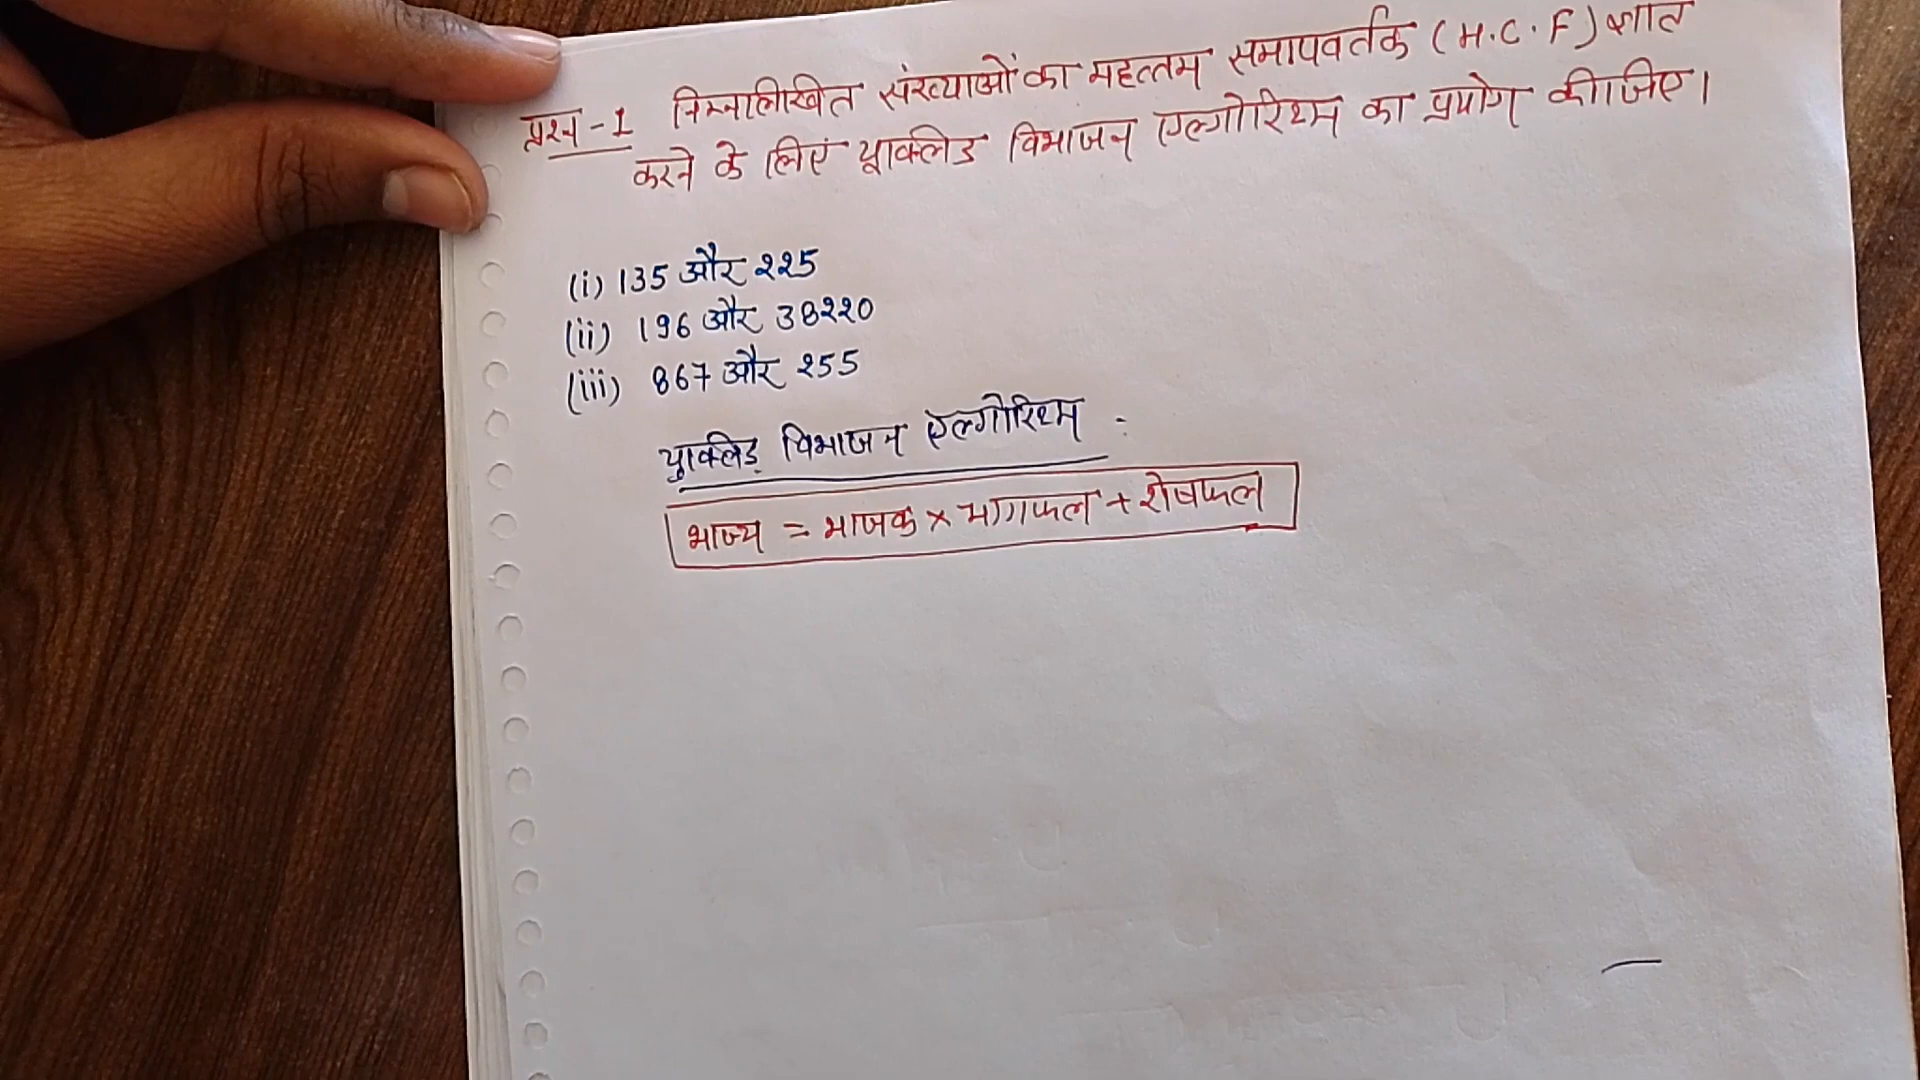 प्रश्न-1 निम्नलिखित संख्याओं का महत्तम समापवर्तक (H.C.F) ज्ञात
करने के लिए यूक्लिड विभाजन एल्गोरिथ्म का प्रयोग कीजिए।
(i) 135 और 225
(ii) 196 और 38220
(iii) 867 और 255
युक्लिड विभाजन ऐल्गोरिथ्म :
भाज्य = भाजक × भागफल + शेषफल